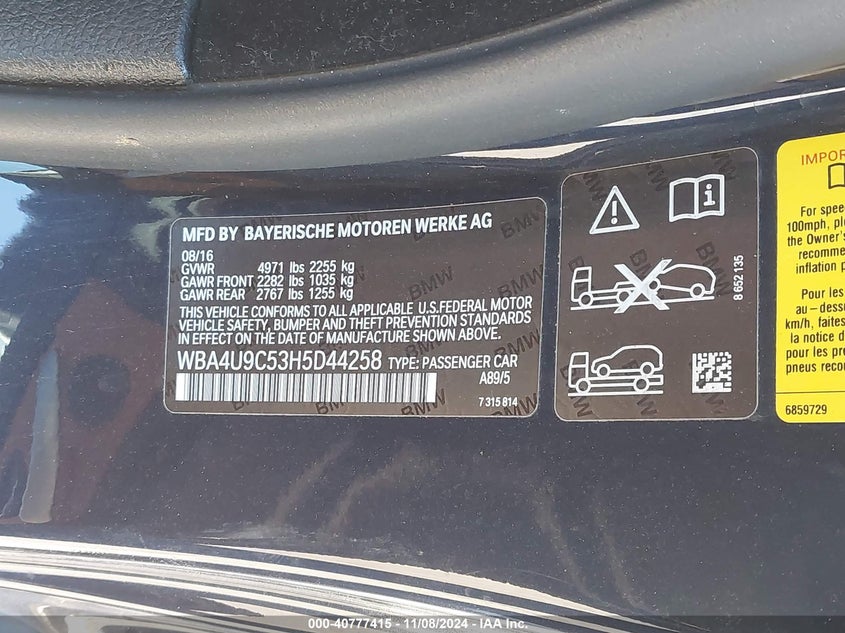 MFD BY BAYERISCHE MOTOREN WERKE AG
08/16
GVWR 4971 lbs 2255 kg
GAWR FRONT 2282 lbs 1035 kg
GAWR REAR 2767 lbs 1255 kg
THIS VEHICLE CONFORMS TO ALL APPLICABLE U.S.FEDERAL MOTOR
VEHICLE SAFETY, BUMPER AND THEFT PREVENTION STANDARDS
IN EFFECT ON THE DATE OF MANUFACTURE SHOWN ABOVE.
WBA4U9C53H5D44258 TYPE: PASSENGER CAR
A89/5
7 315 814
8 652 135
IMPOR
For spee
100mph, ple
the Owner's
recomme
inflation p
Pour les
au-dess
km/h, faites
la notice d
les pre
pneus reco
6859729
000-40777415 - 11/08/2024 - IAA Inc.